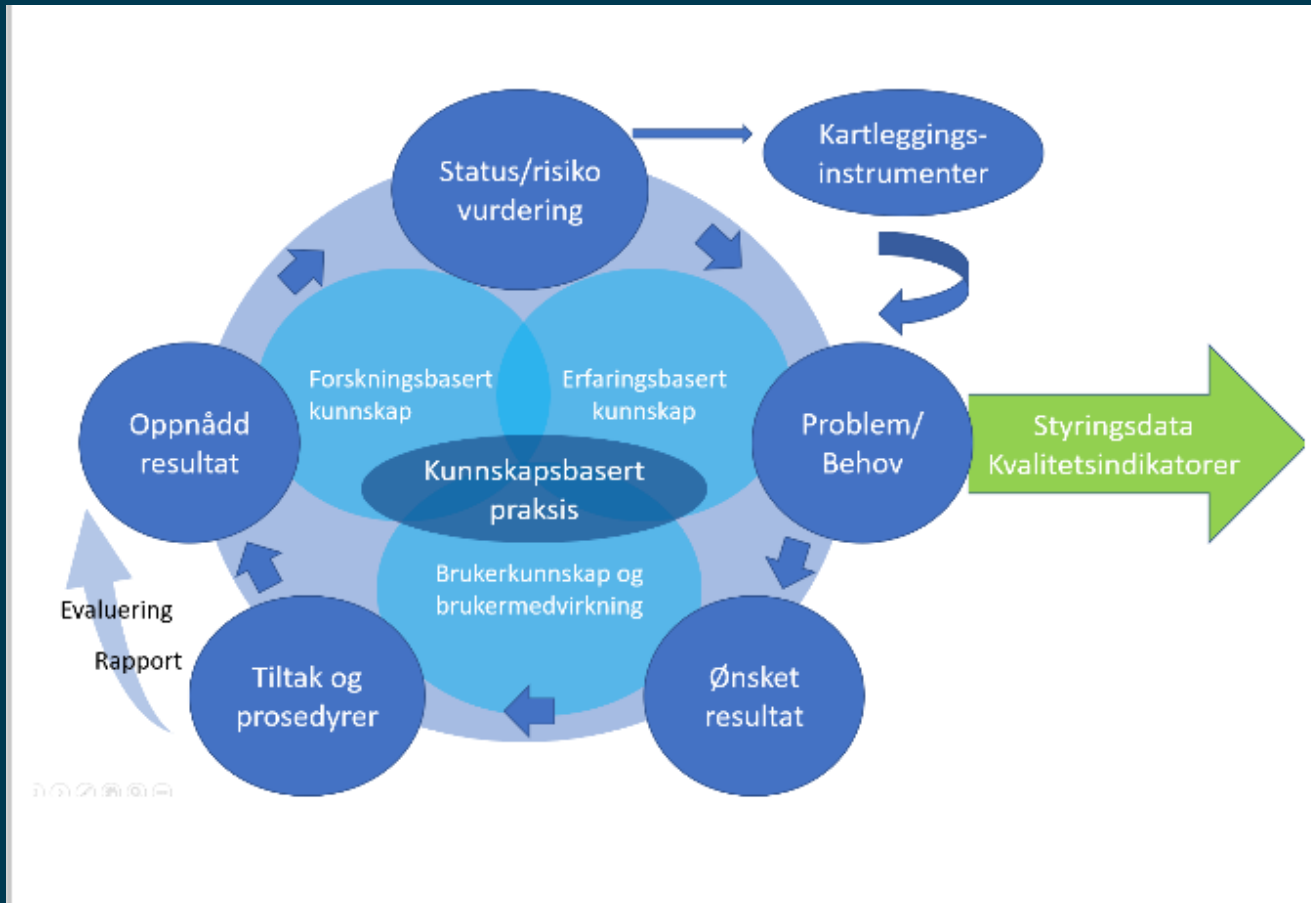 Status/risiko
vurdering
Kartleggings-
instrumenter
Forskningsbasert
kunnskap
Erfaringsbasert
kunnskap
Oppnådd
resultat
Problem/
Behov
Styringsdata
Kvalitetsindikatorer
Kunnskapsbasert
praksis
Brukerkunnskap og
brukermedvirkning
Evaluering
Rapport
Tiltak og
prosedyrer
Ønsket
resultat